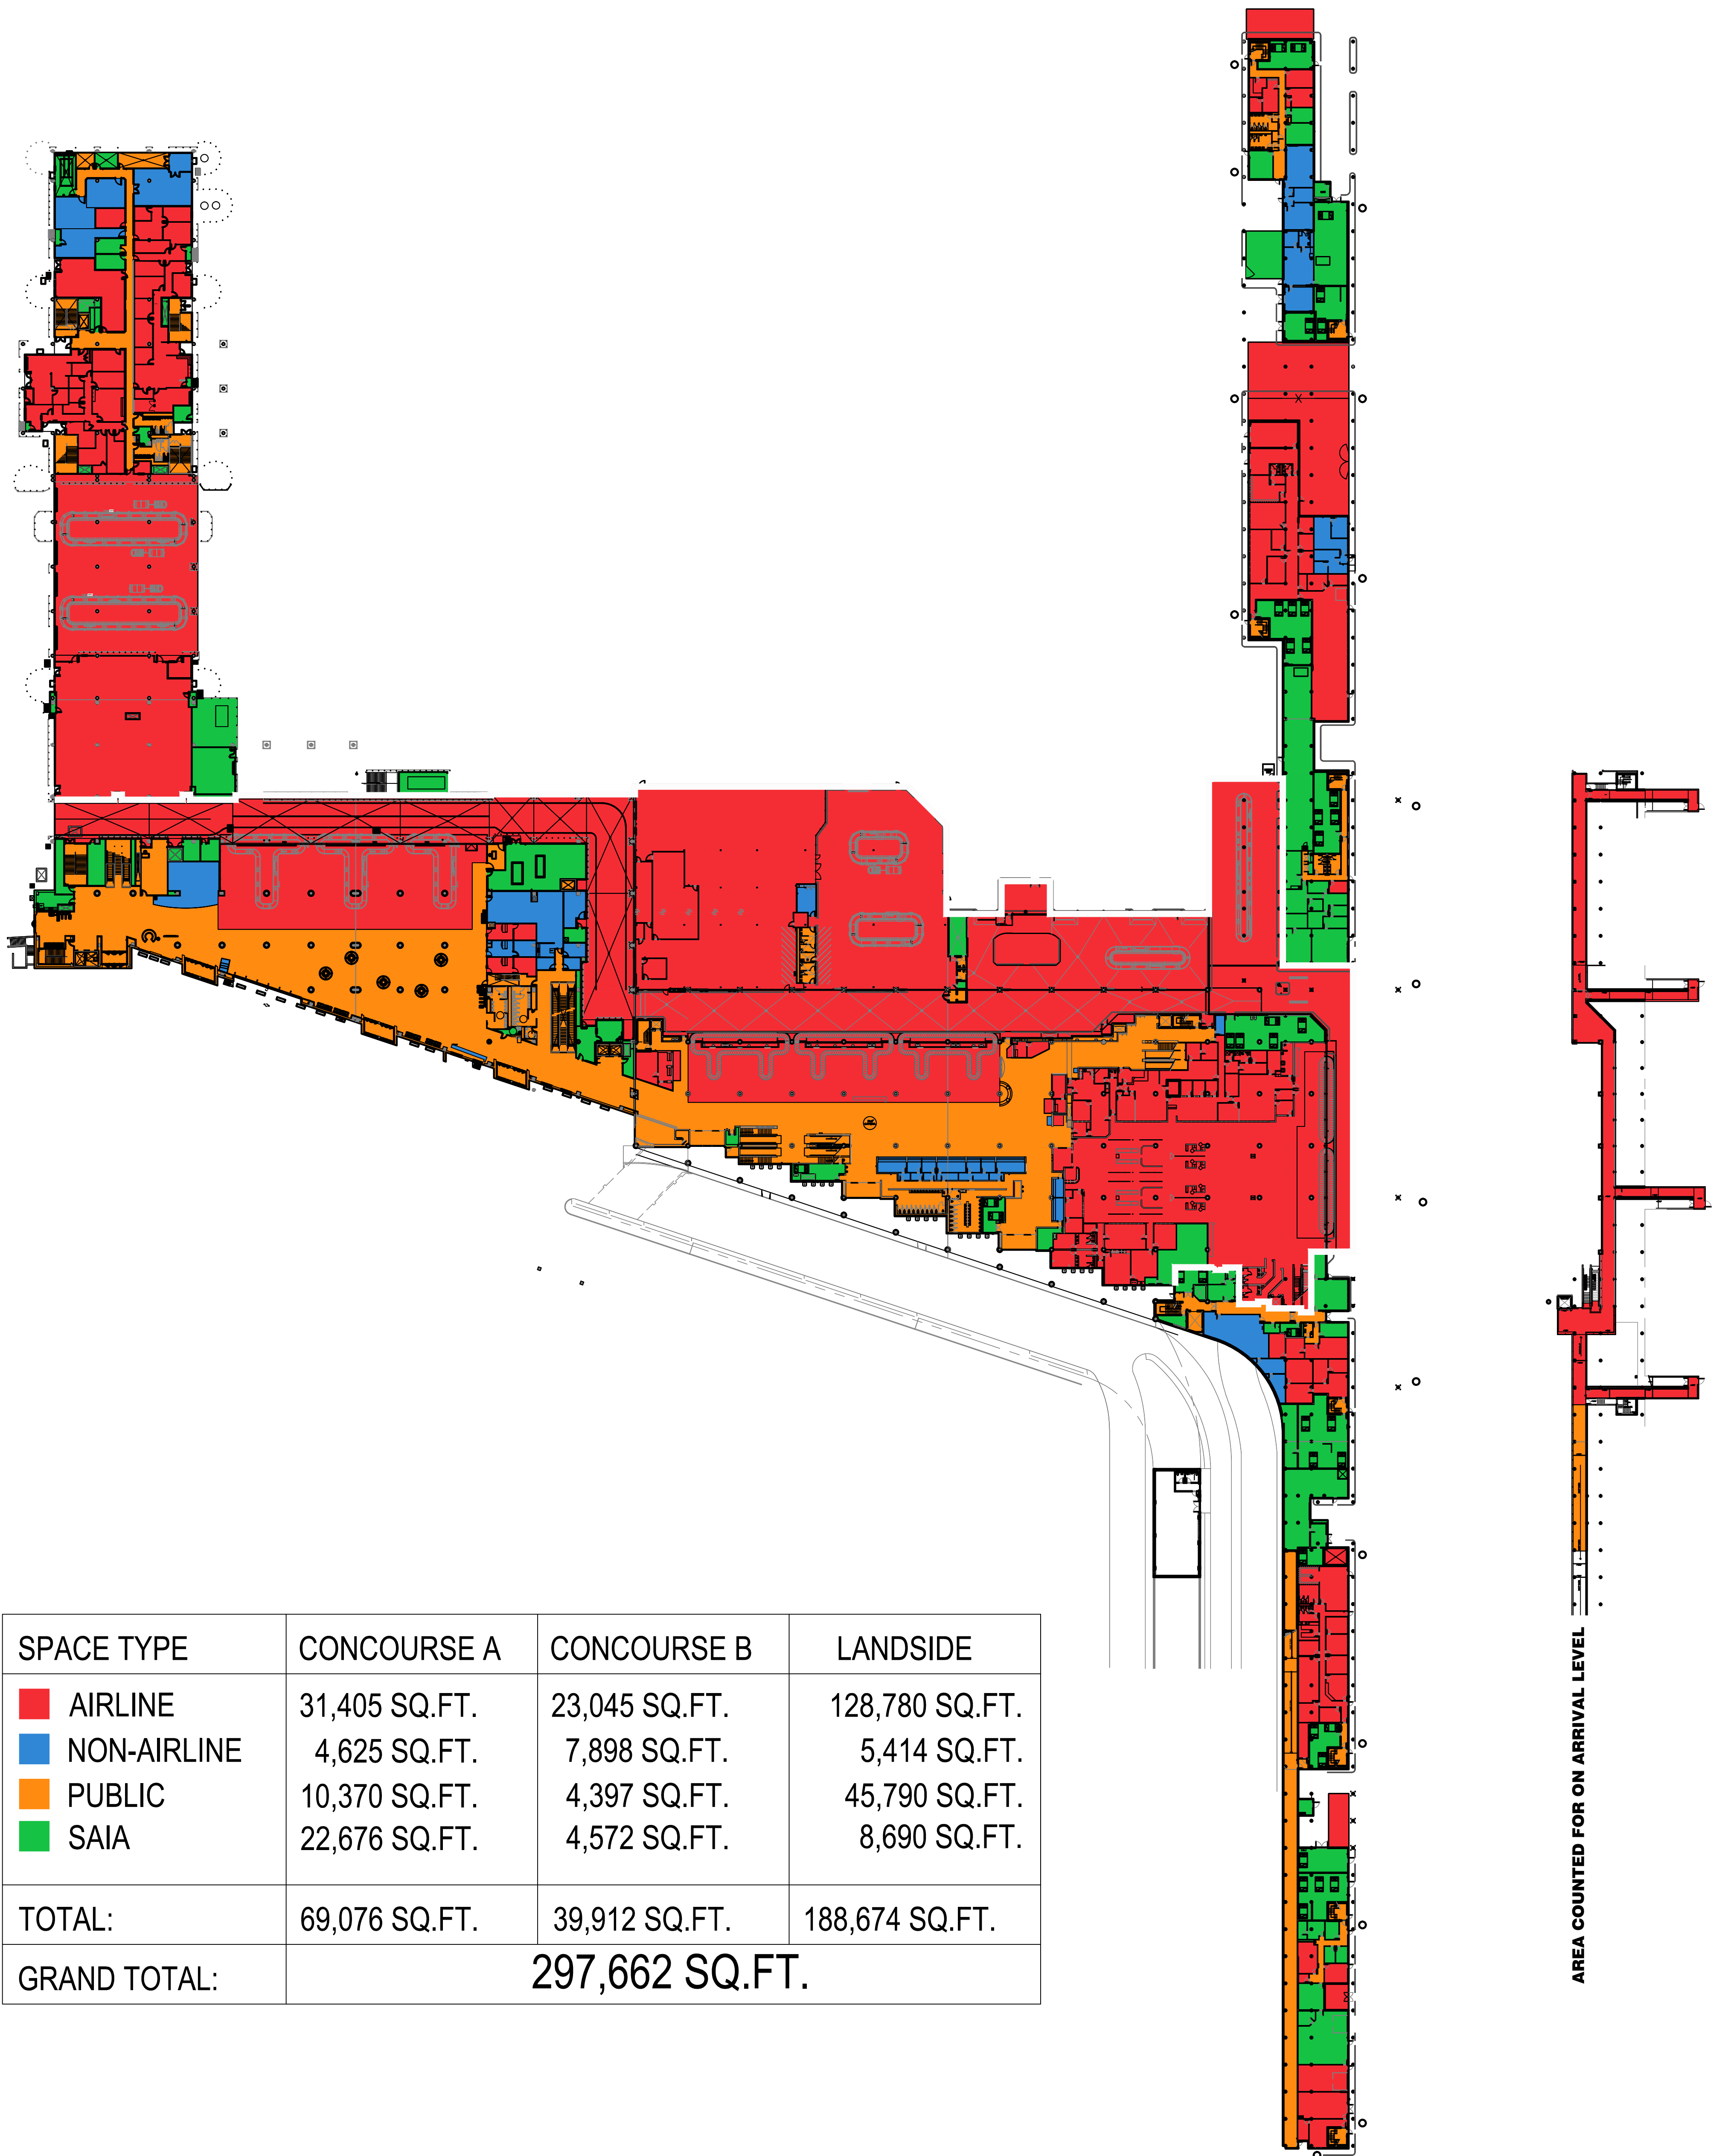 SPACE TYPE CONCOURSE A CONCOURSE B LANDSIDE
AIRLINE 31,405 SQ.FT. 23,045 SQ.FT. 128,780 SQ.FT.
NON-AIRLINE 4,625 SQ.FT. 7,898 SQ.FT. 5,414 SQ.FT.
PUBLIC 10,370 SQ.FT. 4,397 SQ.FT. 45,790 SQ.FT.
SAIA 22,676 SQ.FT. 4,572 SQ.FT. 8,690 SQ.FT.
TOTAL: 69,076 SQ.FT. 39,912 SQ.FT. 188,674 SQ.FT.
GRAND TOTAL: 297,662 SQ.FT.
AREA COUNTED FOR ON ARRIVAL LEVEL